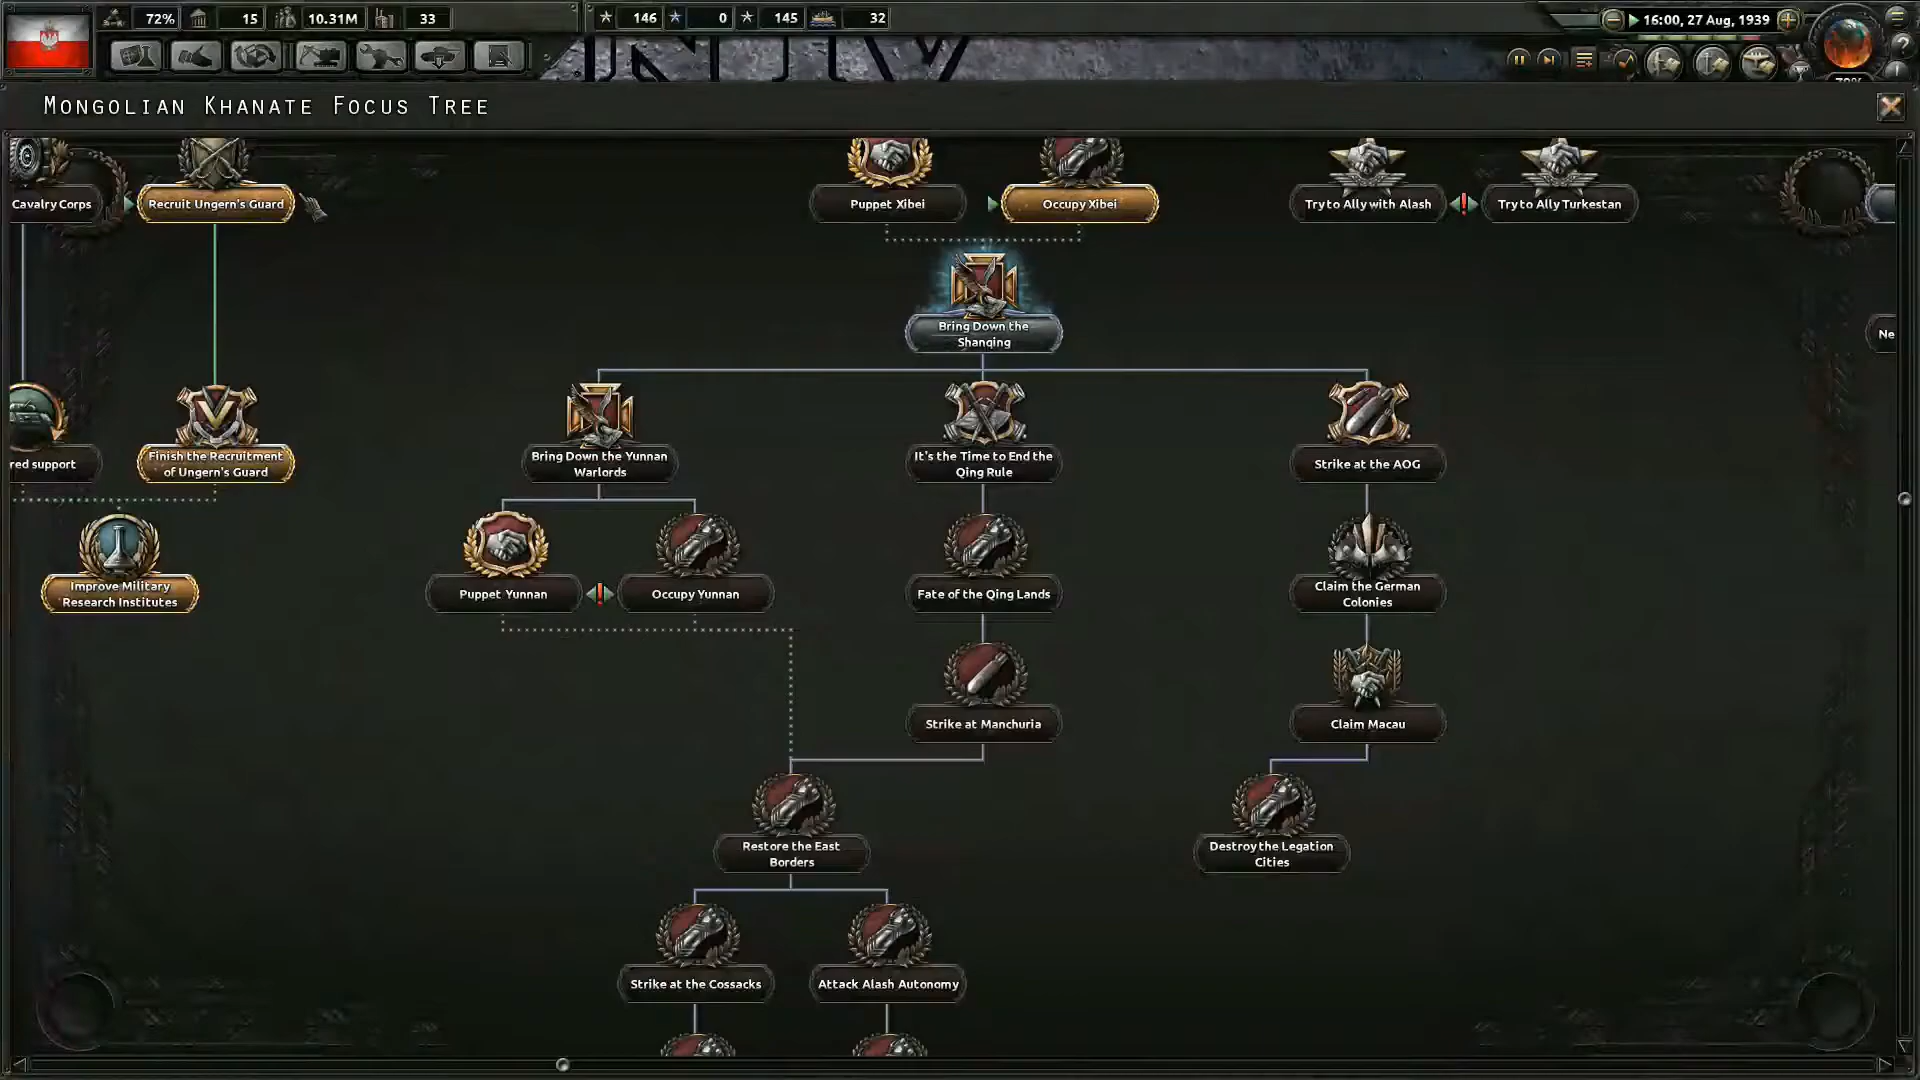 72%
15
10.31M
33
146
0
145
32
16:00, 27 Aug, 1939
Mongolian Khanate Focus Tree
Cavalry Corps
Recruit Ungern's Guard
Puppet Xibei
Occupy Xibei
Try to Ally with Alash
Try to Ally Turkestan
Bring Down the
Shanqing
Ne
red support
Finish the Recruitment
of Ungern's Guard
Bring Down the Yunnan
Warlords
It's the Time to End the
Qing Rule
Strike at the AOG
Improve Military
Research Institutes
Puppet Yunnan
Occupy Yunnan
Fate of the Qing Lands
Claim the German
Colonies
Strike at Manchuria
Claim Macau
Restore the East
Borders
Destroy the Legation
Cities
Strike at the Cossacks
Attack Alash Autonomy